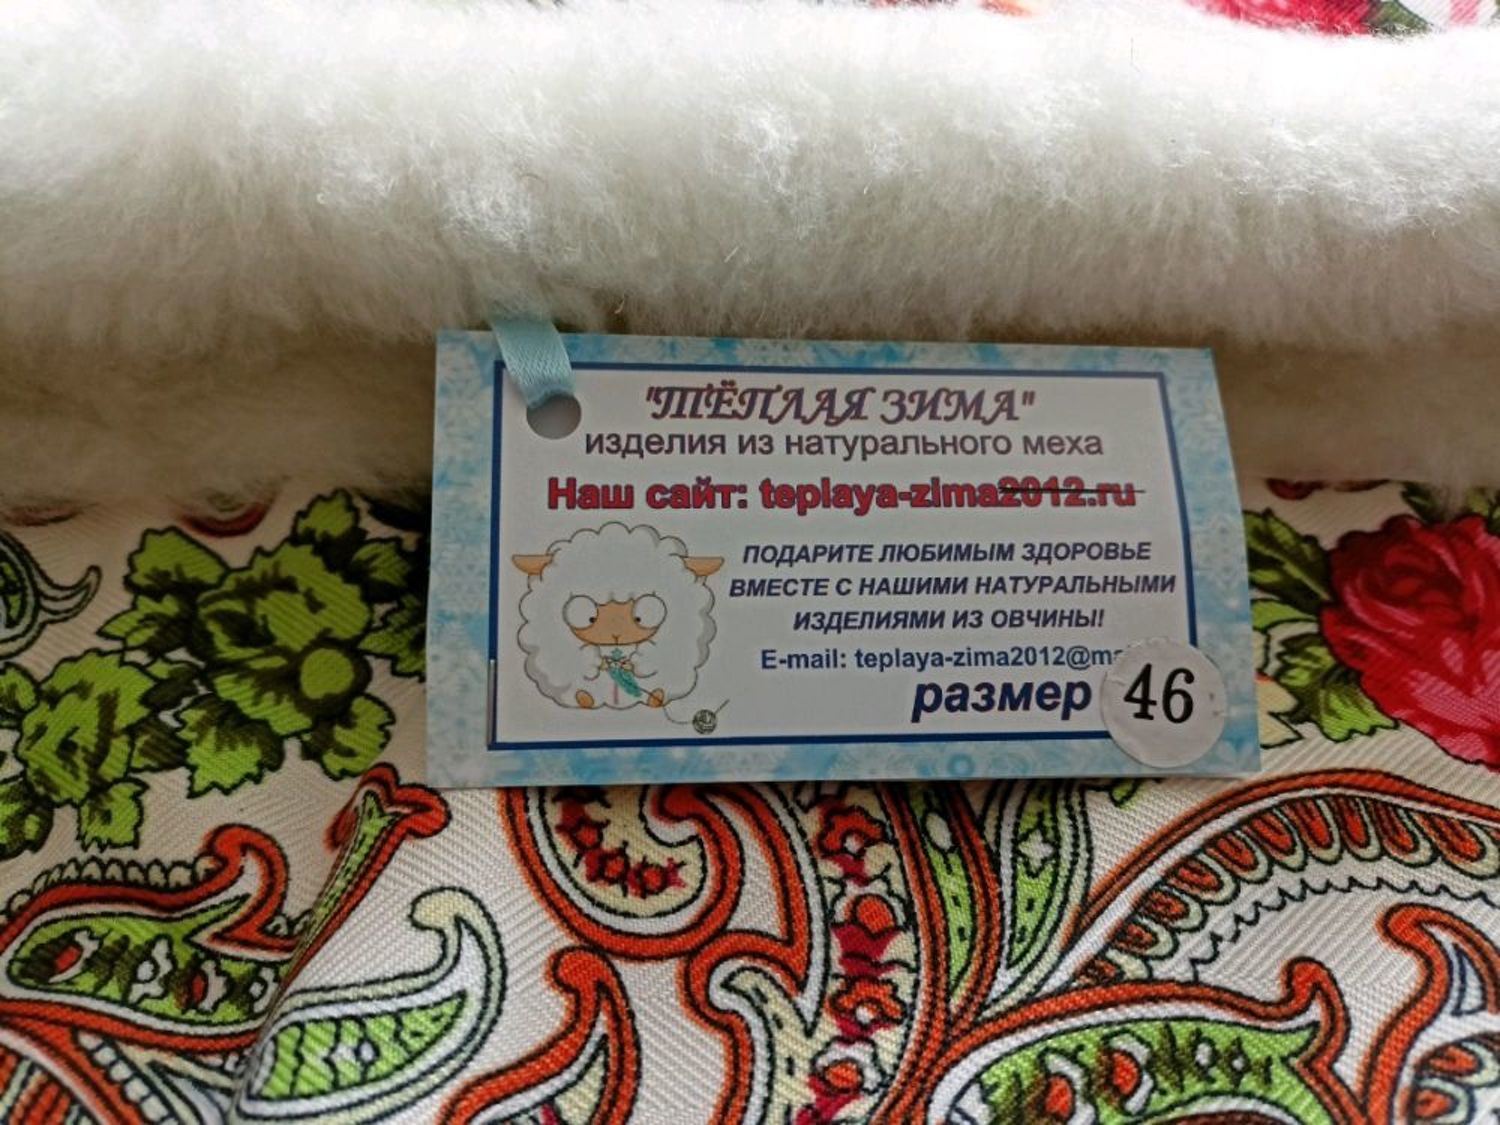 "ТЁПЛАЯ ЗИМА"
изделия из натурального меха
Наш сайт: teplaya-zima2012.ru
ПОДАРИТЕ ЛЮБИМЫМ ЗДОРОВЬЕ
ВМЕСТЕ С НАШИМИ НАТУРАЛЬНЫМИ
ИЗДЕЛИЯМИ ИЗ ОВЧИНЫ!
E-mail: teplaya-zima2012@ma
размер 46